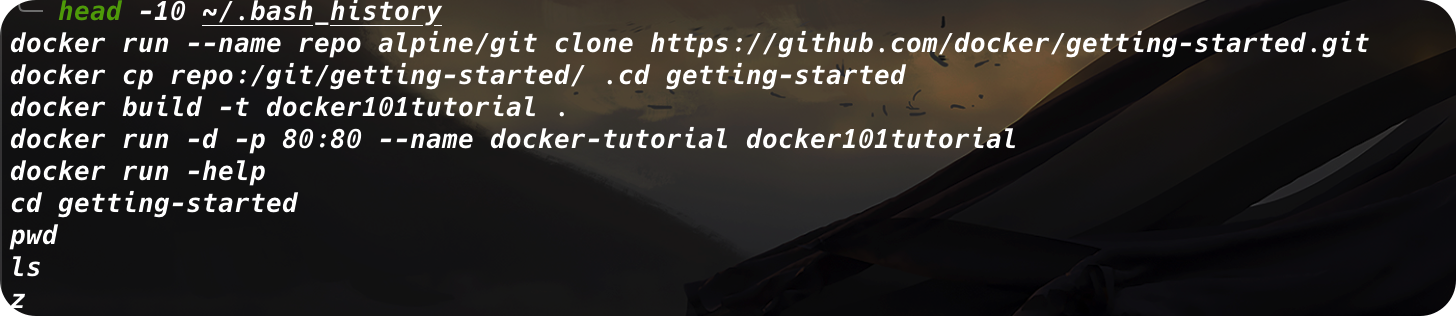 head -10 ~/.bash_history
docker run --name repo alpine/git clone https://github.com/docker/getting-started.git
docker cp repo:/git/getting-started/ .cd getting-started
docker build -t docker101tutorial .
docker run -d -p 80:80 --name docker-tutorial docker101tutorial
docker run -help
cd getting-started
pwd
ls
z